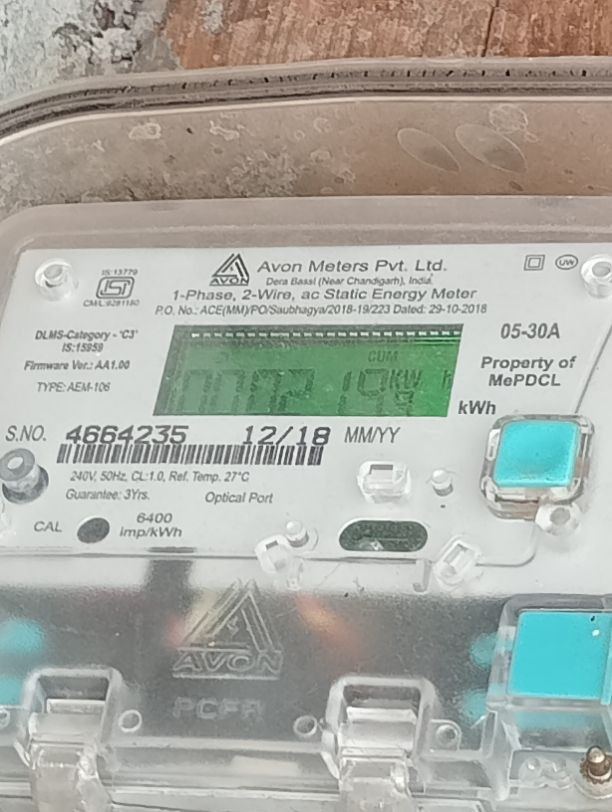 IS:13779
CM/L:9281180
AVON
Avon Meters Pvt. Ltd.
Dera Bassi (Near Chandigarh), India.
UW
1-Phase, 2-Wire, ac Static Energy Meter
P.O. No.: ACE(MM)/PO/Saubhagya/2018-19/223 Dated: 29-10-2018
DLMS-Category - 'C3'
IS:15959
Firmware Ver.: AA1.00
TYPE: AEM-106
CUM
KW h
kWh
05-30A
Property of
MePDCL
S.NO. 4664235 12/18 MM/YY
240V, 50Hz, CL:1.0, Ref. Temp. 27°C
Guarantee: 3Yrs. Optical Port
CAL 6400
imp/kWh
AVON